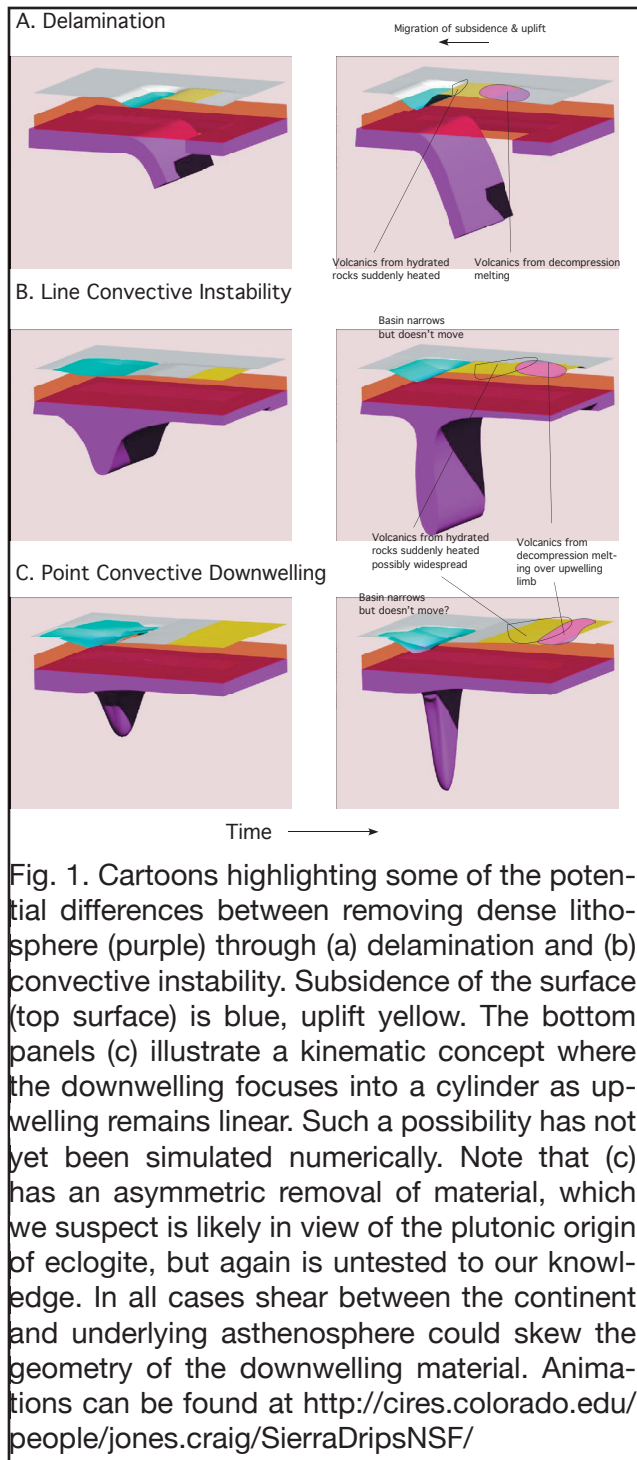 A. Delamination
Migration of subsidence & uplift
Volcanics from hydrated
rocks suddenly heated
Volcanics from decompression
melting
B. Line Convective Instability
Basin narrows
but doesn't move
Volcanics from hydrated
rocks suddenly heated
possibly widespread
Volcanics from
decompression melt-
ing over upwelling
limb
C. Point Convective Downwelling
Basin narrows
but doesn't move?
Time
Fig. 1. Cartoons highlighting some of the poten-
tial differences between removing dense litho-
sphere (purple) through (a) delamination and (b)
convective instability. Subsidence of the surface
(top surface) is blue, uplift yellow. The bottom
panels (c) illustrate a kinematic concept where
the downwelling focuses into a cylinder as up-
welling remains linear. Such a possibility has not
yet been simulated numerically. Note that (c)
has an asymmetric removal of material, which
we suspect is likely in view of the plutonic origin
of eclogite, but again is untested to our knowl-
edge. In all cases shear between the continent
and underlying asthenosphere could skew the
geometry of the downwelling material. Anima-
tions can be found at http://cires.colorado.edu/
people/jones.craig/SierraDripsNSF/